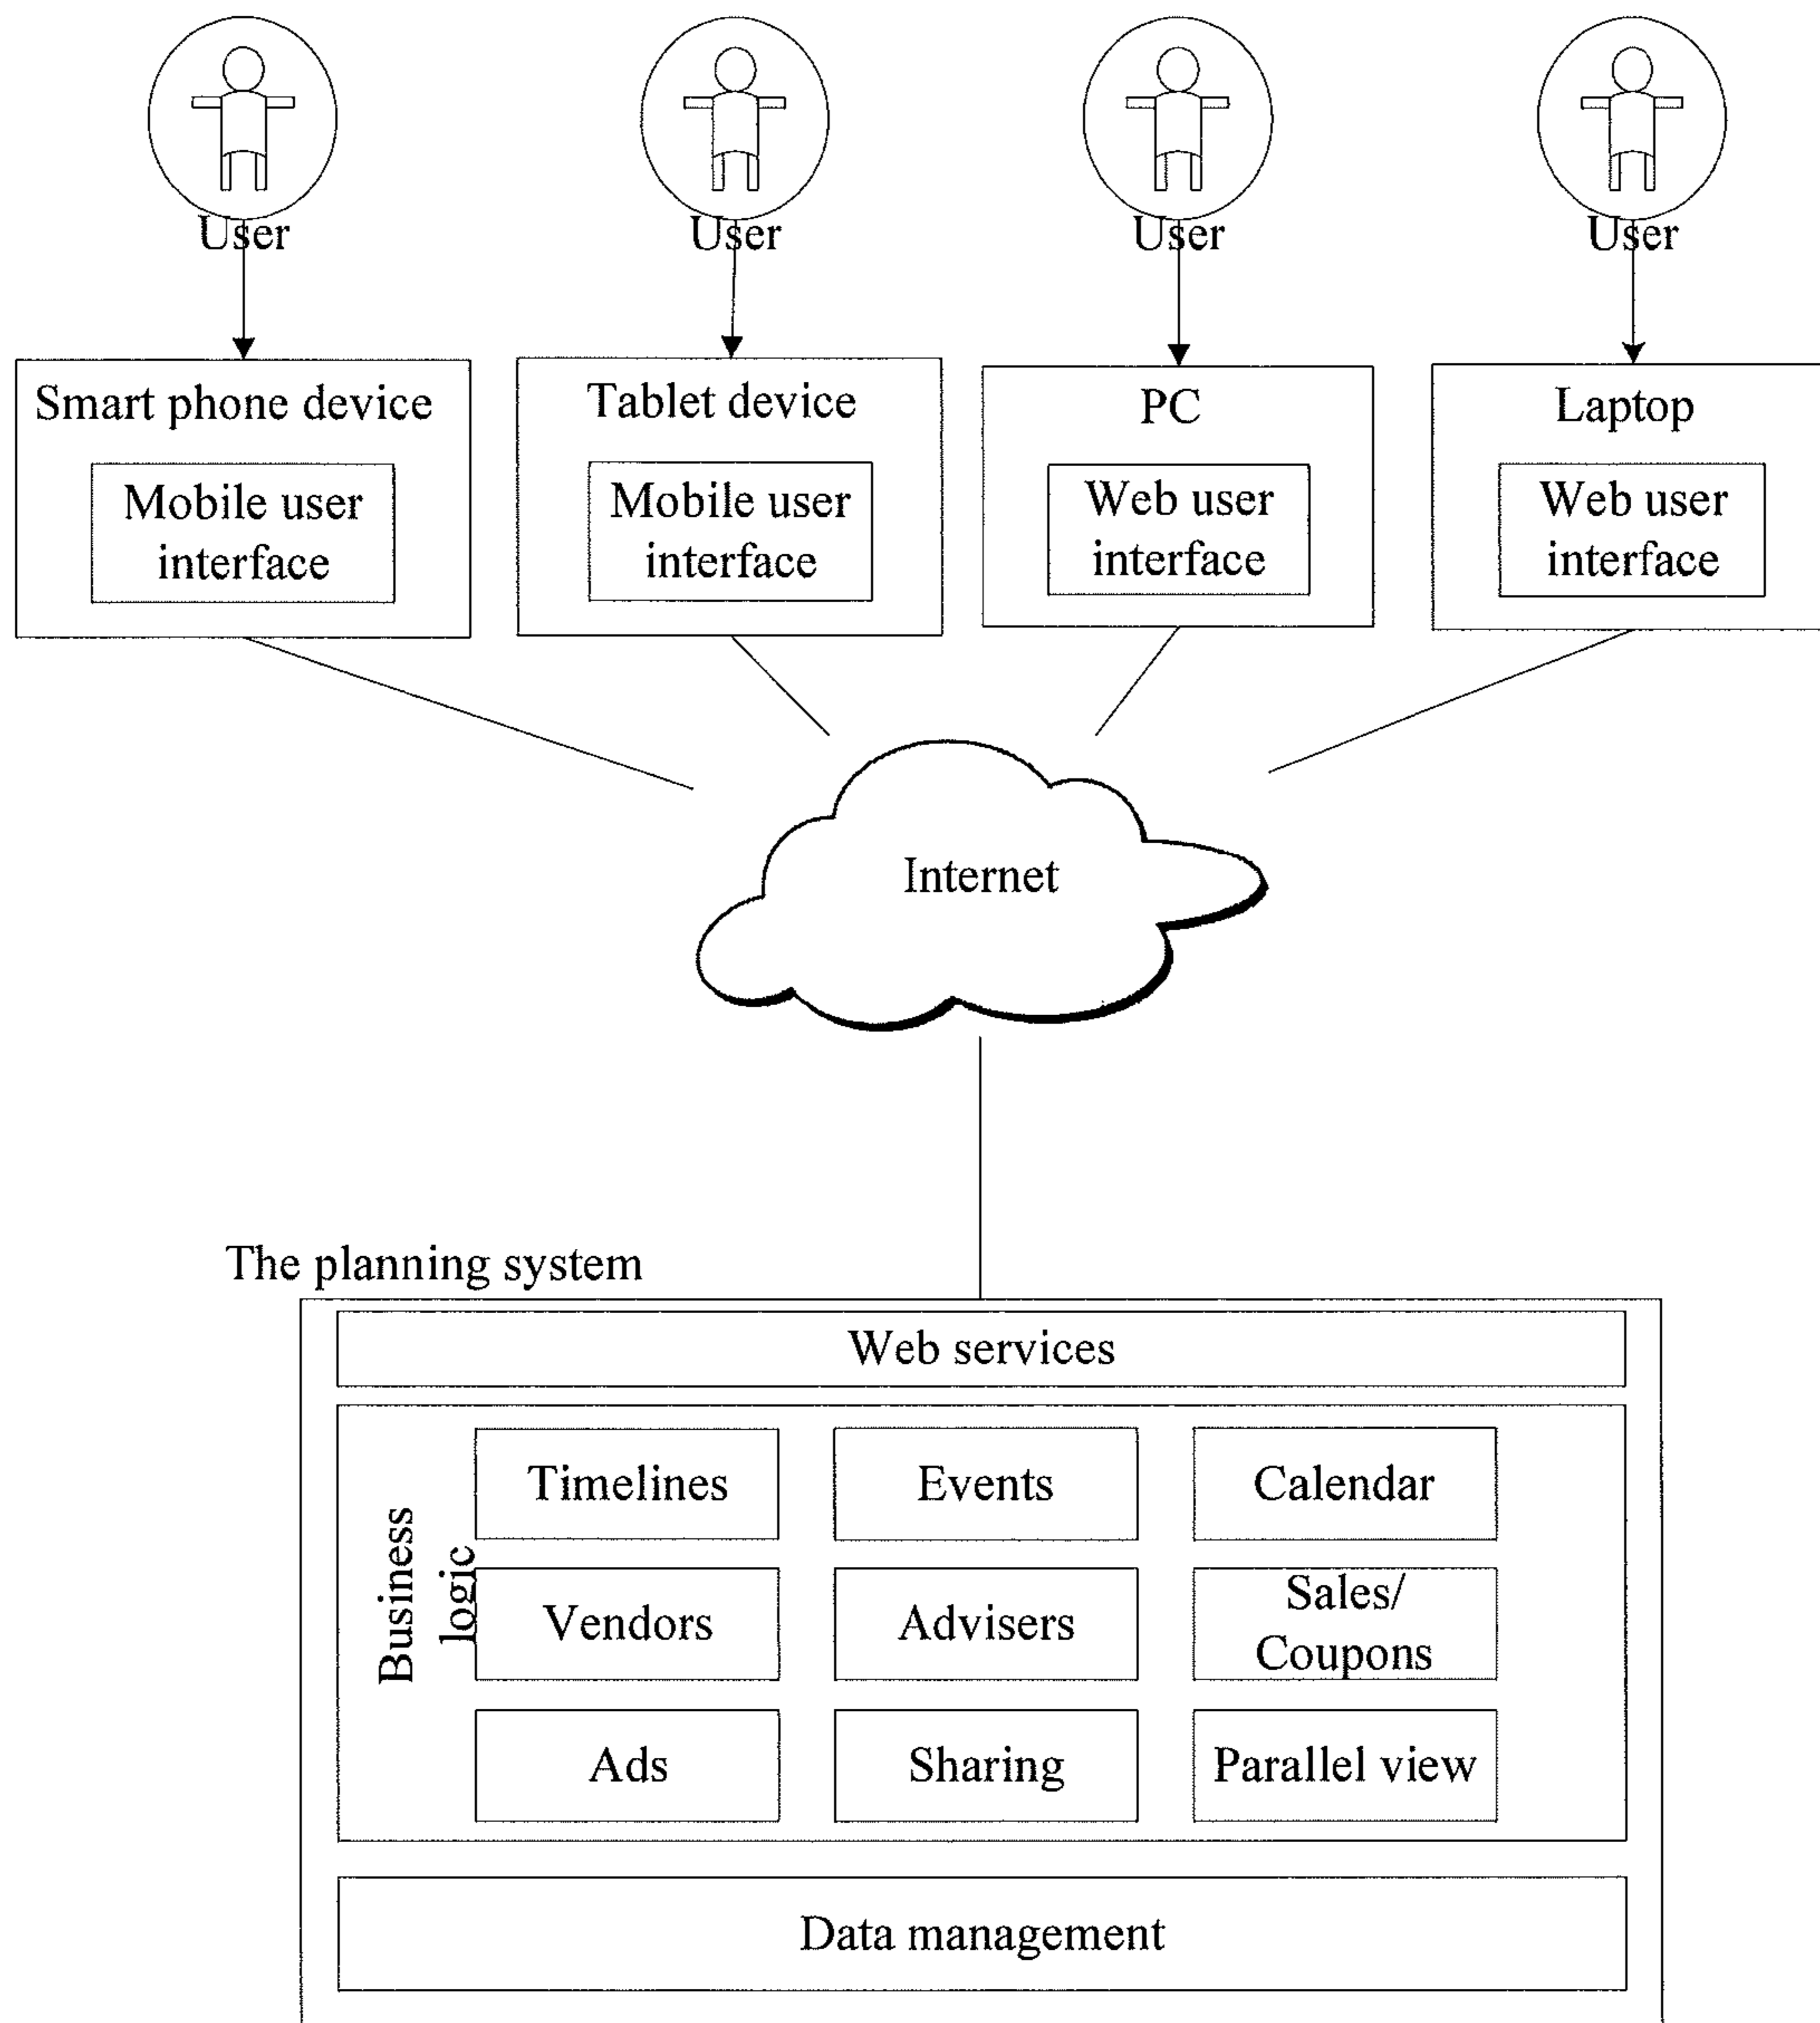 User
User
User
User
Smart phone device
Tablet device
PC
Laptop
Mobile user
interface
Mobile user
interface
Web user
interface
Web user
interface
Internet
The planning system
Web services
Business
logic
Timelines
Events
Calendar
Vendors
Advisers
Sales/
Coupons
Ads
Sharing
Parallel view
Data management